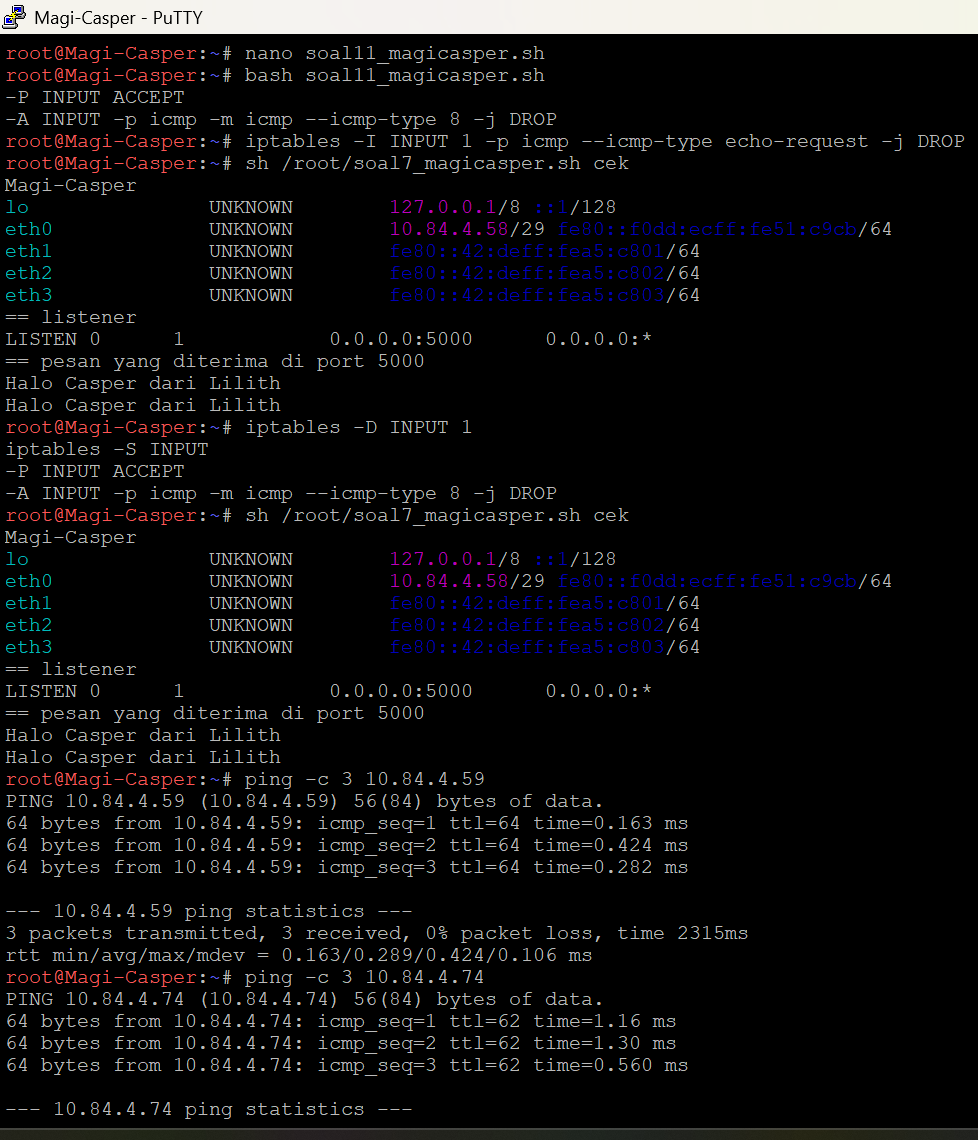 Magi-Casper - PuTTY
root@Magi-Casper:~# nano soal11_magicasper.sh
root@Magi-Casper:~# bash soal11_magicasper.sh
-P INPUT ACCEPT
-A INPUT -p icmp -m icmp --icmp-type 8 -j DROP
root@Magi-Casper:~# iptables -I INPUT 1 -p icmp --icmp-type echo-request -j DROP
root@Magi-Casper:~# sh /root/soal7_magicasper.sh cek
Magi-Casper
lo UNKNOWN 127.0.0.1/8 ::1/128
eth0 UNKNOWN 10.84.4.58/29 fe80::f0dd:ecff:fe51:c9cb/64
eth1 UNKNOWN fe80::42:deff:fea5:c801/64
eth2 UNKNOWN fe80::42:deff:fea5:c802/64
eth3 UNKNOWN fe80::42:deff:fea5:c803/64
== listener
LISTEN 0 1 0.0.0.0:5000 0.0.0.0:*
== pesan yang diterima di port 5000
Halo Casper dari Lilith
Halo Casper dari Lilith
root@Magi-Casper:~# iptables -D INPUT 1
iptables -S INPUT
-P INPUT ACCEPT
-A INPUT -p icmp -m icmp --icmp-type 8 -j DROP
root@Magi-Casper:~# sh /root/soal7_magicasper.sh cek
Magi-Casper
lo UNKNOWN 127.0.0.1/8 ::1/128
eth0 UNKNOWN 10.84.4.58/29 fe80::f0dd:ecff:fe51:c9cb/64
eth1 UNKNOWN fe80::42:deff:fea5:c801/64
eth2 UNKNOWN fe80::42:deff:fea5:c802/64
eth3 UNKNOWN fe80::42:deff:fea5:c803/64
== listener
LISTEN 0 1 0.0.0.0:5000 0.0.0.0:*
== pesan yang diterima di port 5000
Halo Casper dari Lilith
Halo Casper dari Lilith
root@Magi-Casper:~# ping -c 3 10.84.4.59
PING 10.84.4.59 (10.84.4.59) 56(84) bytes of data.
64 bytes from 10.84.4.59: icmp_seq=1 ttl=64 time=0.163 ms
64 bytes from 10.84.4.59: icmp_seq=2 ttl=64 time=0.424 ms
64 bytes from 10.84.4.59: icmp_seq=3 ttl=64 time=0.282 ms
--- 10.84.4.59 ping statistics ---
3 packets transmitted, 3 received, 0% packet loss, time 2315ms
rtt min/avg/max/mdev = 0.163/0.289/0.424/0.106 ms
root@Magi-Casper:~# ping -c 3 10.84.4.74
PING 10.84.4.74 (10.84.4.74) 56(84) bytes of data.
64 bytes from 10.84.4.74: icmp_seq=1 ttl=62 time=1.16 ms
64 bytes from 10.84.4.74: icmp_seq=2 ttl=62 time=1.30 ms
64 bytes from 10.84.4.74: icmp_seq=3 ttl=62 time=0.560 ms
--- 10.84.4.74 ping statistics ---